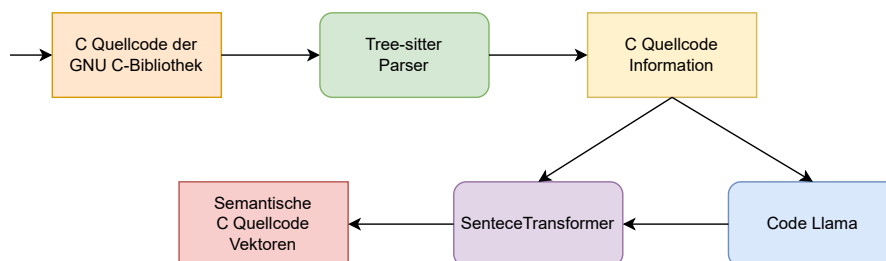 C Quellcode der
GNU C-Bibliothek
Tree-sitter
Parser
C Quellcode
Information
Semantische
C Quellcode
Vektoren
SenteceTransformer
Code Llama